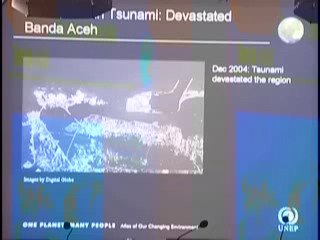 Tsunami: Devastated
Banda Aceh
Dec 2004: Tsunami
devastated the region
Images by Digital Globe
ONE PLANET MANY PEOPLE Atlas of Our Changing Environment
UNEP